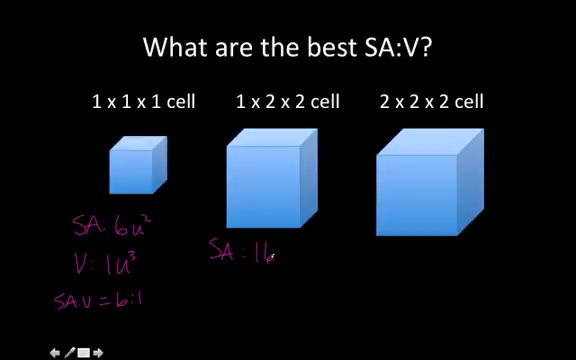 What are the best SA:V?
1 x 1 x 1 cell
1 x 2 x 2 cell
2 x 2 x 2 cell
SA: 6u²
V: 1u³
SA:V = 6:1
SA: 16